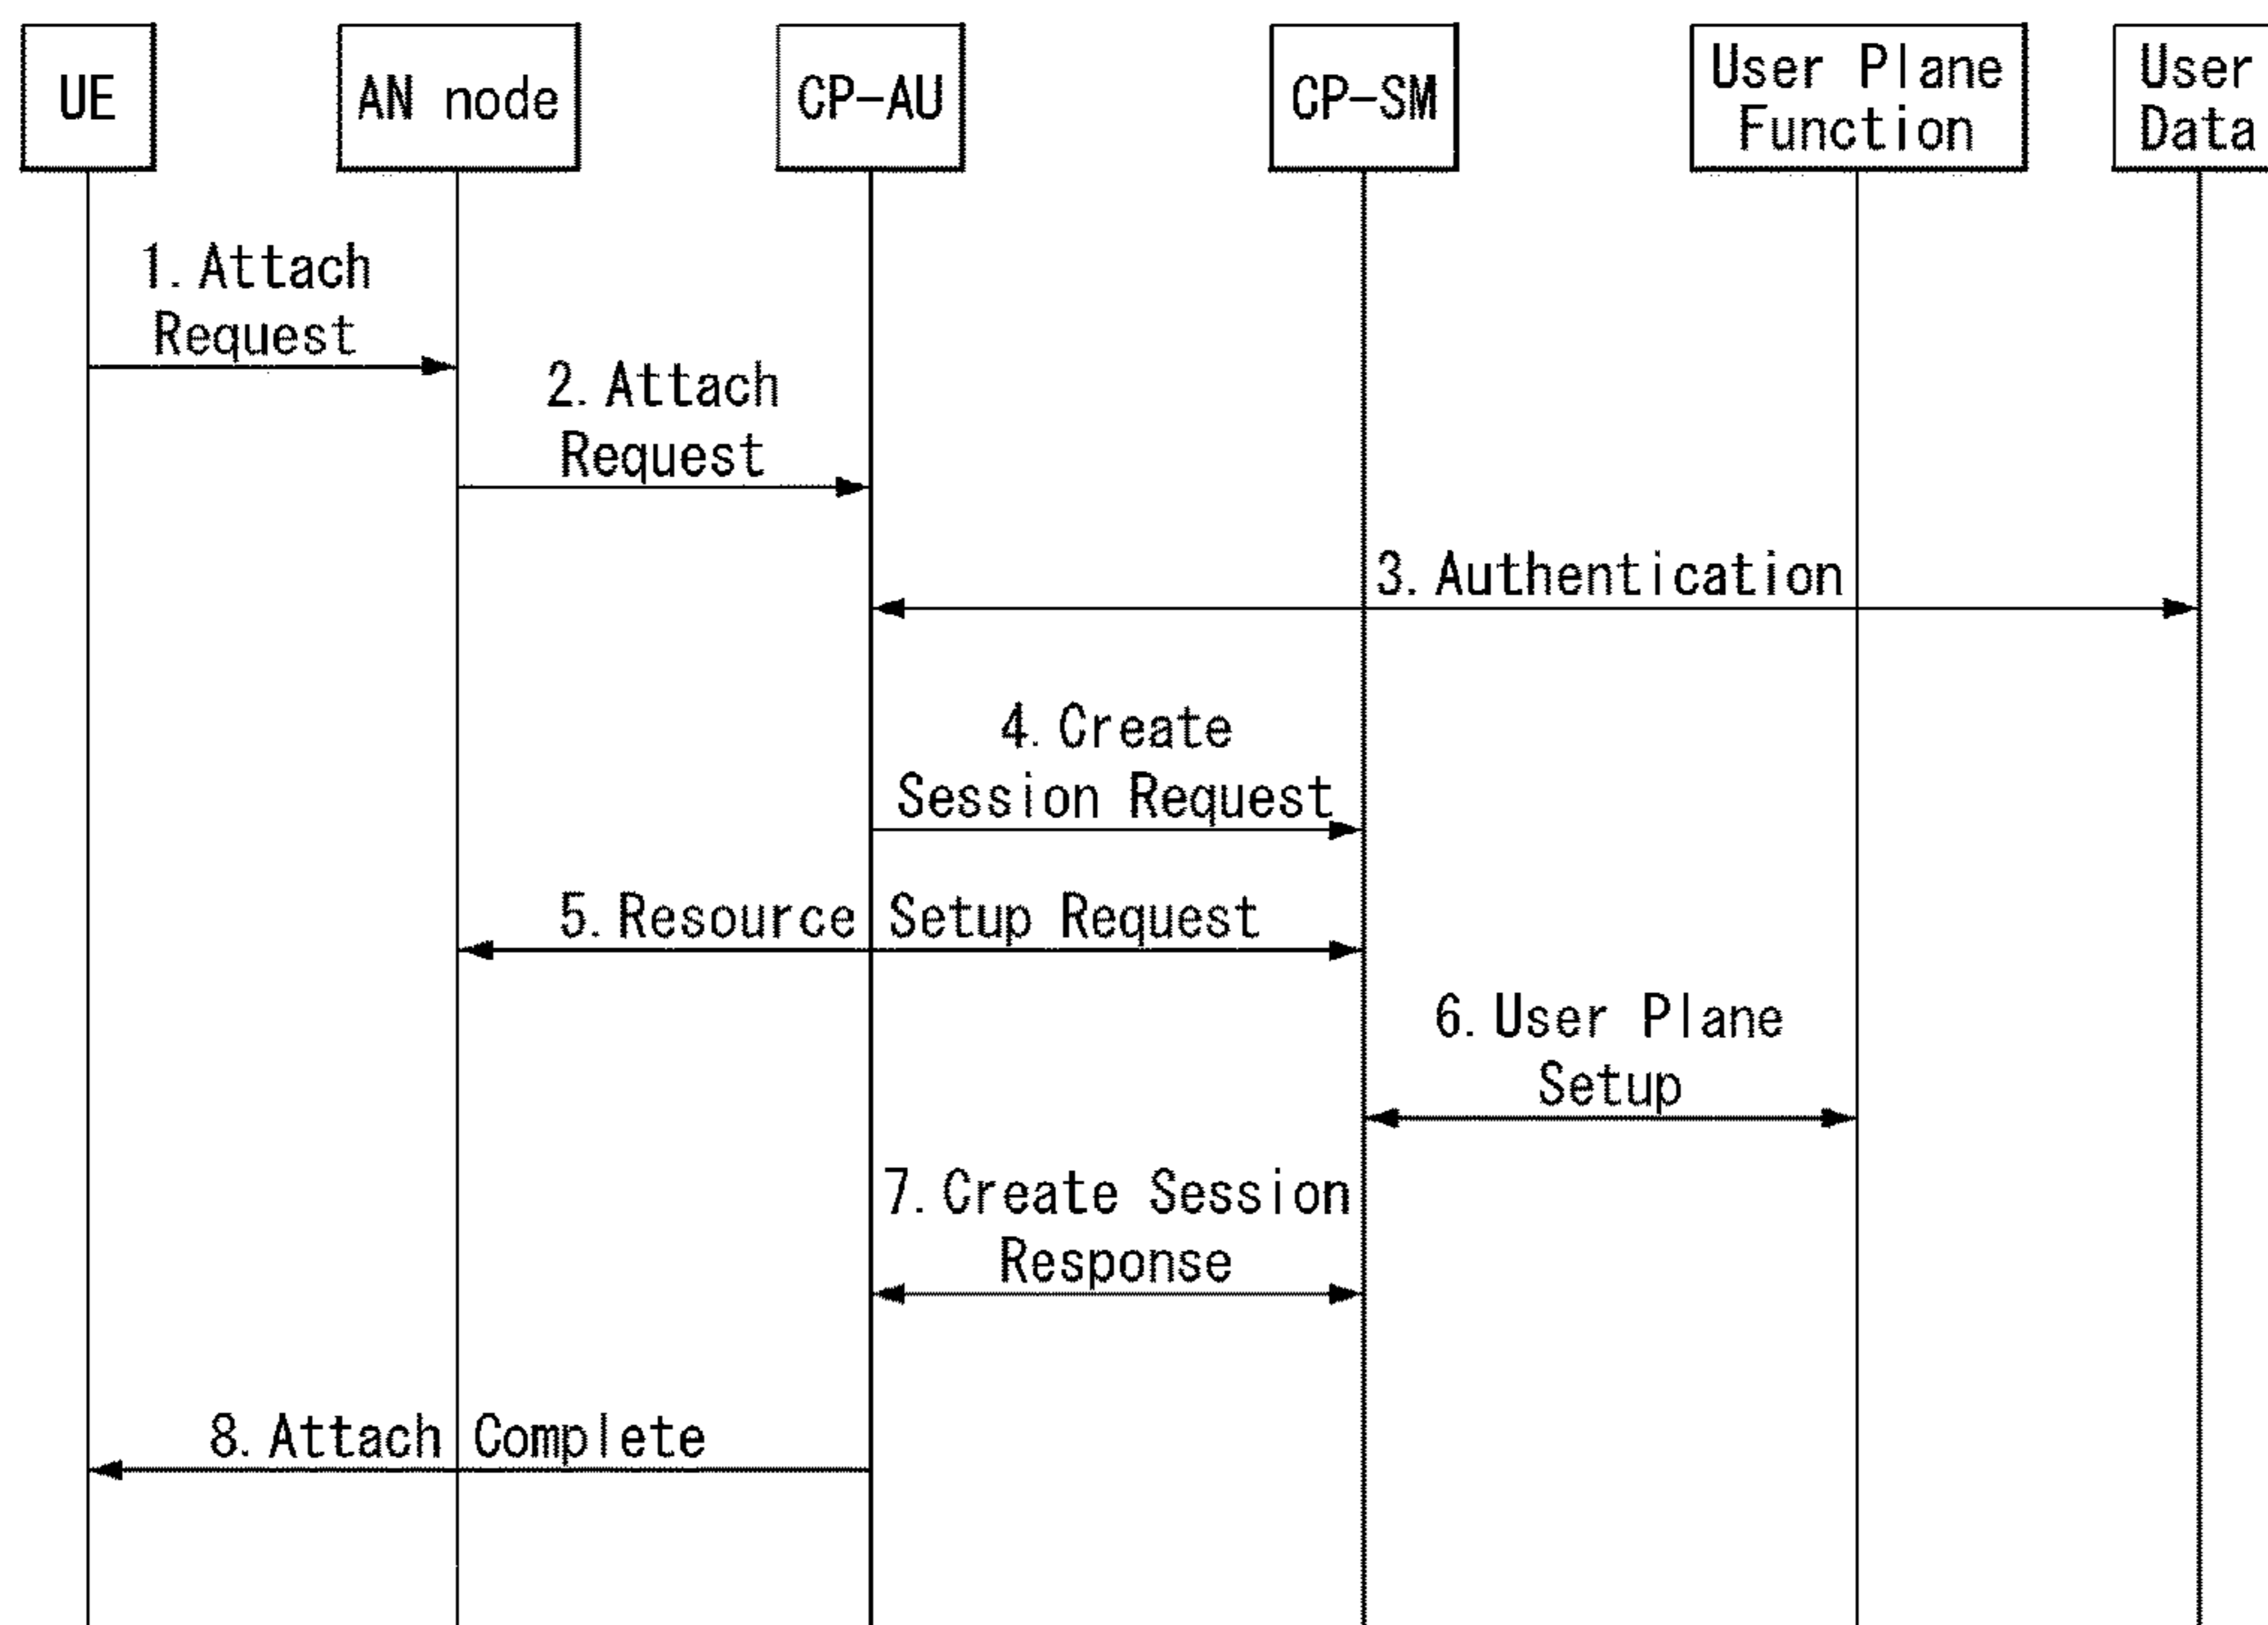 UE
AN node
CP-AU
CP-SM
User Plane
Function
User
Data
1. Attach
Request
2. Attach
Request
3. Authentication
4. Create
Session Request
5. Resource Setup Request
6. User Plane
Setup
7. Create Session
Response
8. Attach Complete